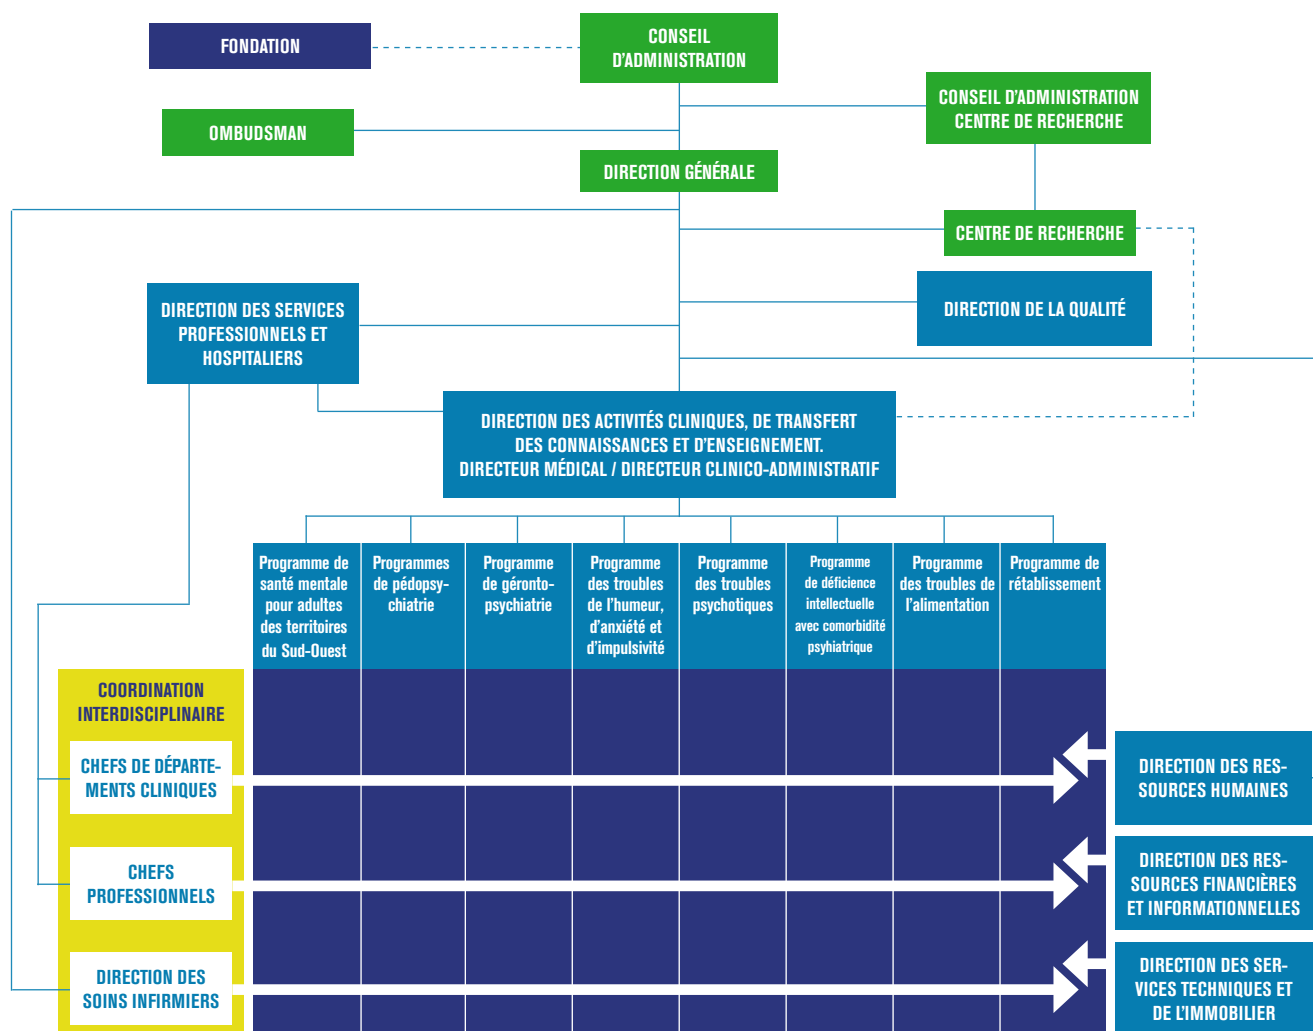 FONDATION
CONSEIL
D'ADMINISTRATION
CONSEIL D'ADMINISTRATION
CENTRE DE RECHERCHE
OMBUDSMAN
DIRECTION GÉNÉRALE
CENTRE DE RECHERCHE
DIRECTION DES SERVICES
PROFESSIONNELS ET
HOSPITALIERS
DIRECTION DE LA QUALITÉ
DIRECTION DES ACTIVITÉS CLINIQUES, DE TRANSFERT
DES CONNAISSANCES ET D'ENSEIGNEMENT.
DIRECTEUR MÉDICAL / DIRECTEUR CLINICO-ADMINISTRATIF
Programme de
santé mentale
pour adultes
des territoires
du Sud-Ouest
Programmes
de pédopsy-
chiatrie
Programme
de géronto-
psychiatrie
Programme
des troubles
de l'humeur,
d'anxiété et
d'impulsivité
Programme
des troubles
psychotiques
Programme
de déficience
intellectuelle
avec comorbidité
psyhiatrique
Programme
des troubles de
l'alimentation
Programme de
rétablissement
COORDINATION
INTERDISCIPLINAIRE
CHEFS DE DÉPARTE-
MENTS CLINIQUES
CHEFS
PROFESSIONNELS
DIRECTION DES
SOINS INFIRMIERS
DIRECTION DES RES-
SOURCES HUMAINES
DIRECTION DES RES-
SOURCES FINANCIÈRES
ET INFORMATIONNELLES
DIRECTION DES SER-
VICES TECHNIQUES ET
DE L'IMMOBILIER